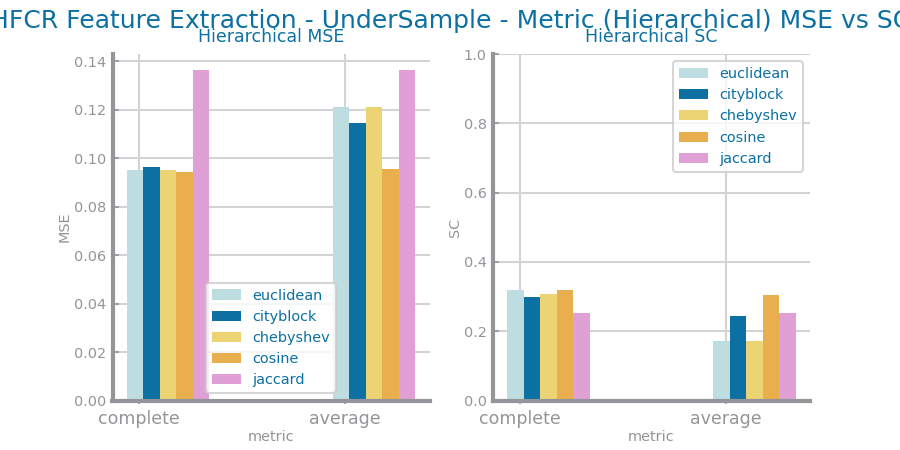 HFCR Feature Extraction - UnderSample - Metric (Hierarchical) MSE vs SC
Hierarchical MSE
0.14
0.12
0.10
0.08
0.06
0.04
0.02
0.00
MSE
complete
average
metric
euclidean
cityblock
chebyshev
cosine
jaccard
Hierarchical SC
1.0
0.8
0.6
0.4
0.2
0.0
SC
complete
average
metric
euclidean
cityblock
chebyshev
cosine
jaccard